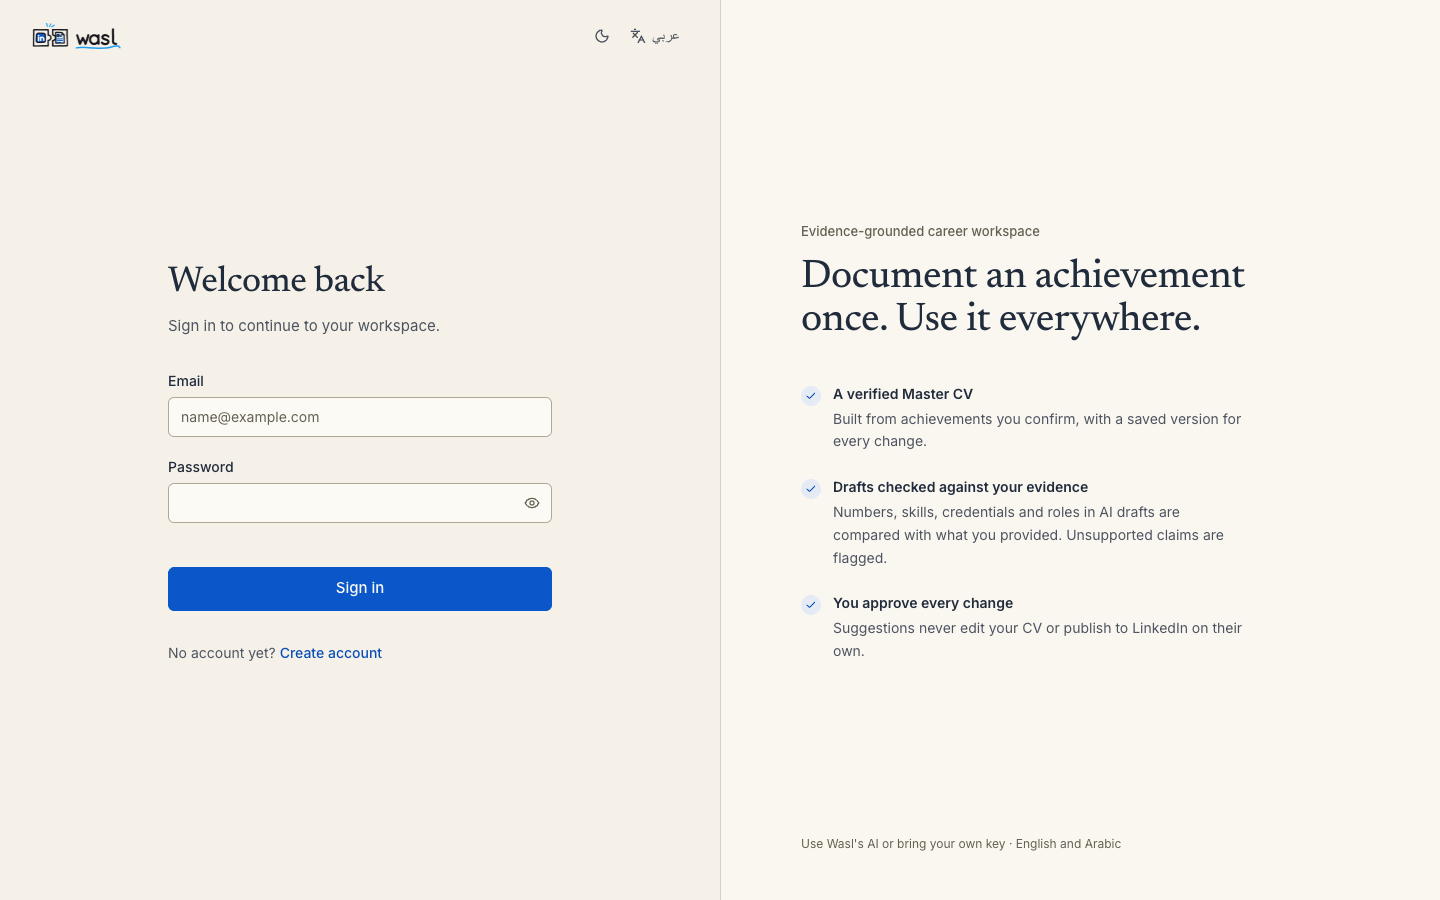 in wasl
عربي
Welcome back
Sign in to continue to your workspace.
Email
name@example.com
Password
Sign in
No account yet? Create account
Evidence-grounded career workspace
Document an achievement
once. Use it everywhere.
A verified Master CV
Built from achievements you confirm, with a saved version for
every change.
Drafts checked against your evidence
Numbers, skills, credentials and roles in AI drafts are
compared with what you provided. Unsupported claims are
flagged.
You approve every change
Suggestions never edit your CV or publish to LinkedIn on their
own.
Use Wasl's AI or bring your own key · English and Arabic